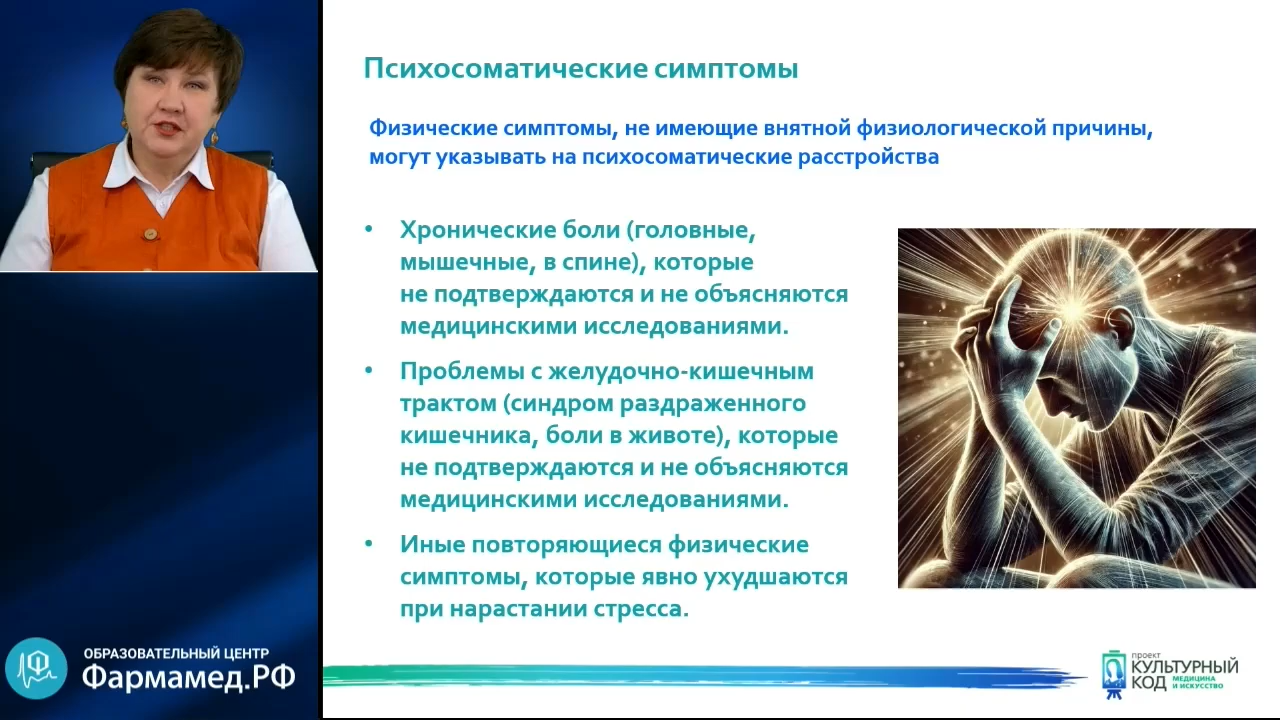 Психосоматические симптомы
Физические симптомы, не имеющие внятной физиологической причины,
могут указывать на психосоматические расстройства
• Хронические боли (головные,
мышечные, в спине), которые
не подтверждаются и не объясняются
медицинскими исследованиями.
• Проблемы с желудочно-кишечным
трактом (синдром раздраженного
кишечника, боли в животе), которые
не подтверждаются и не объясняются
медицинскими исследованиями.
• Иные повторяющиеся физические
симптомы, которые явно ухудшаются
при нарастании стресса.
ОБРАЗОВАТЕЛЬНЫЙ ЦЕНТР
Фармамед.РФ
проект
КУЛЬТУРНЫЙ
КОД
МЕДИЦИНА
И ИСКУССТВО